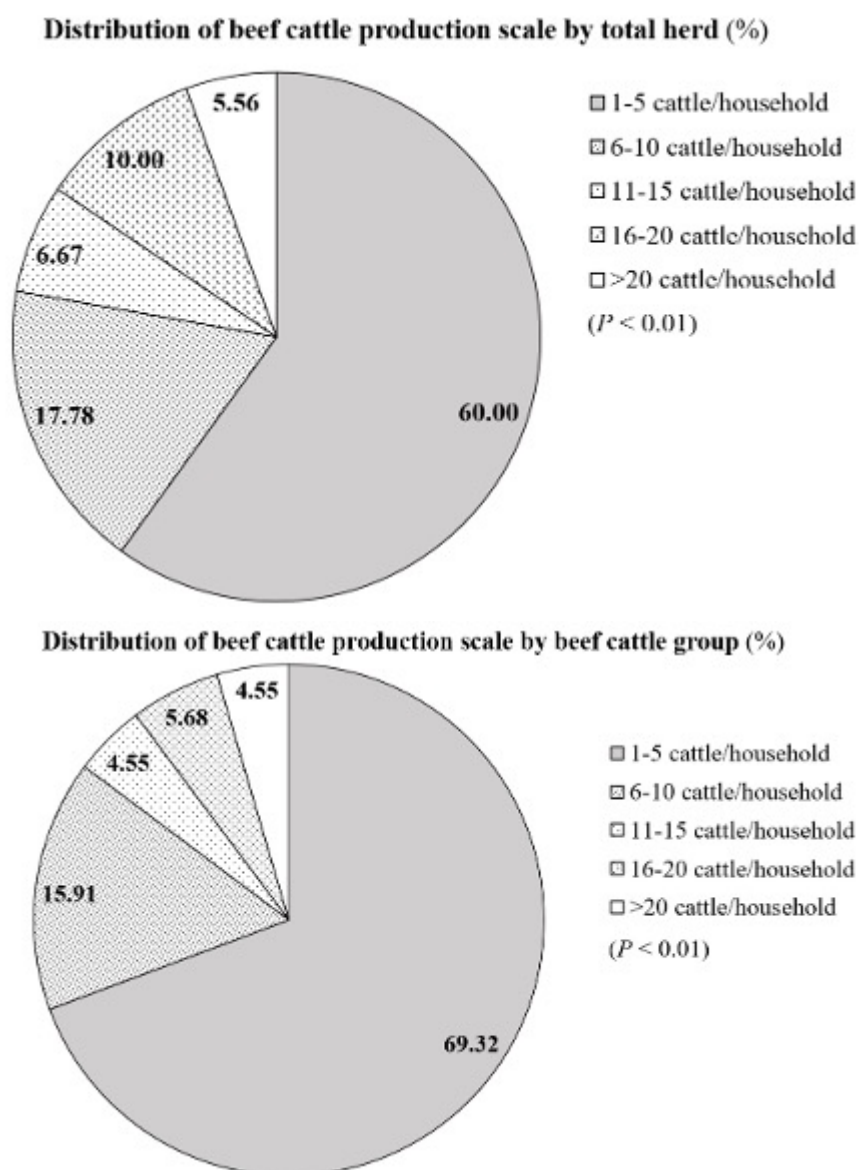 Distribution of beef cattle production scale by total herd (%)
5.56
10.00
6.67
17.78
60.00
1-5 cattle/household
6-10 cattle/household
11-15 cattle/household
16-20 cattle/household
>20 cattle/household
(P < 0.01)
Distribution of beef cattle production scale by beef cattle group (%)
4.55
5.68
4.55
15.91
69.32
1-5 cattle/household
6-10 cattle/household
11-15 cattle/household
16-20 cattle/household
>20 cattle/household
(P < 0.01)